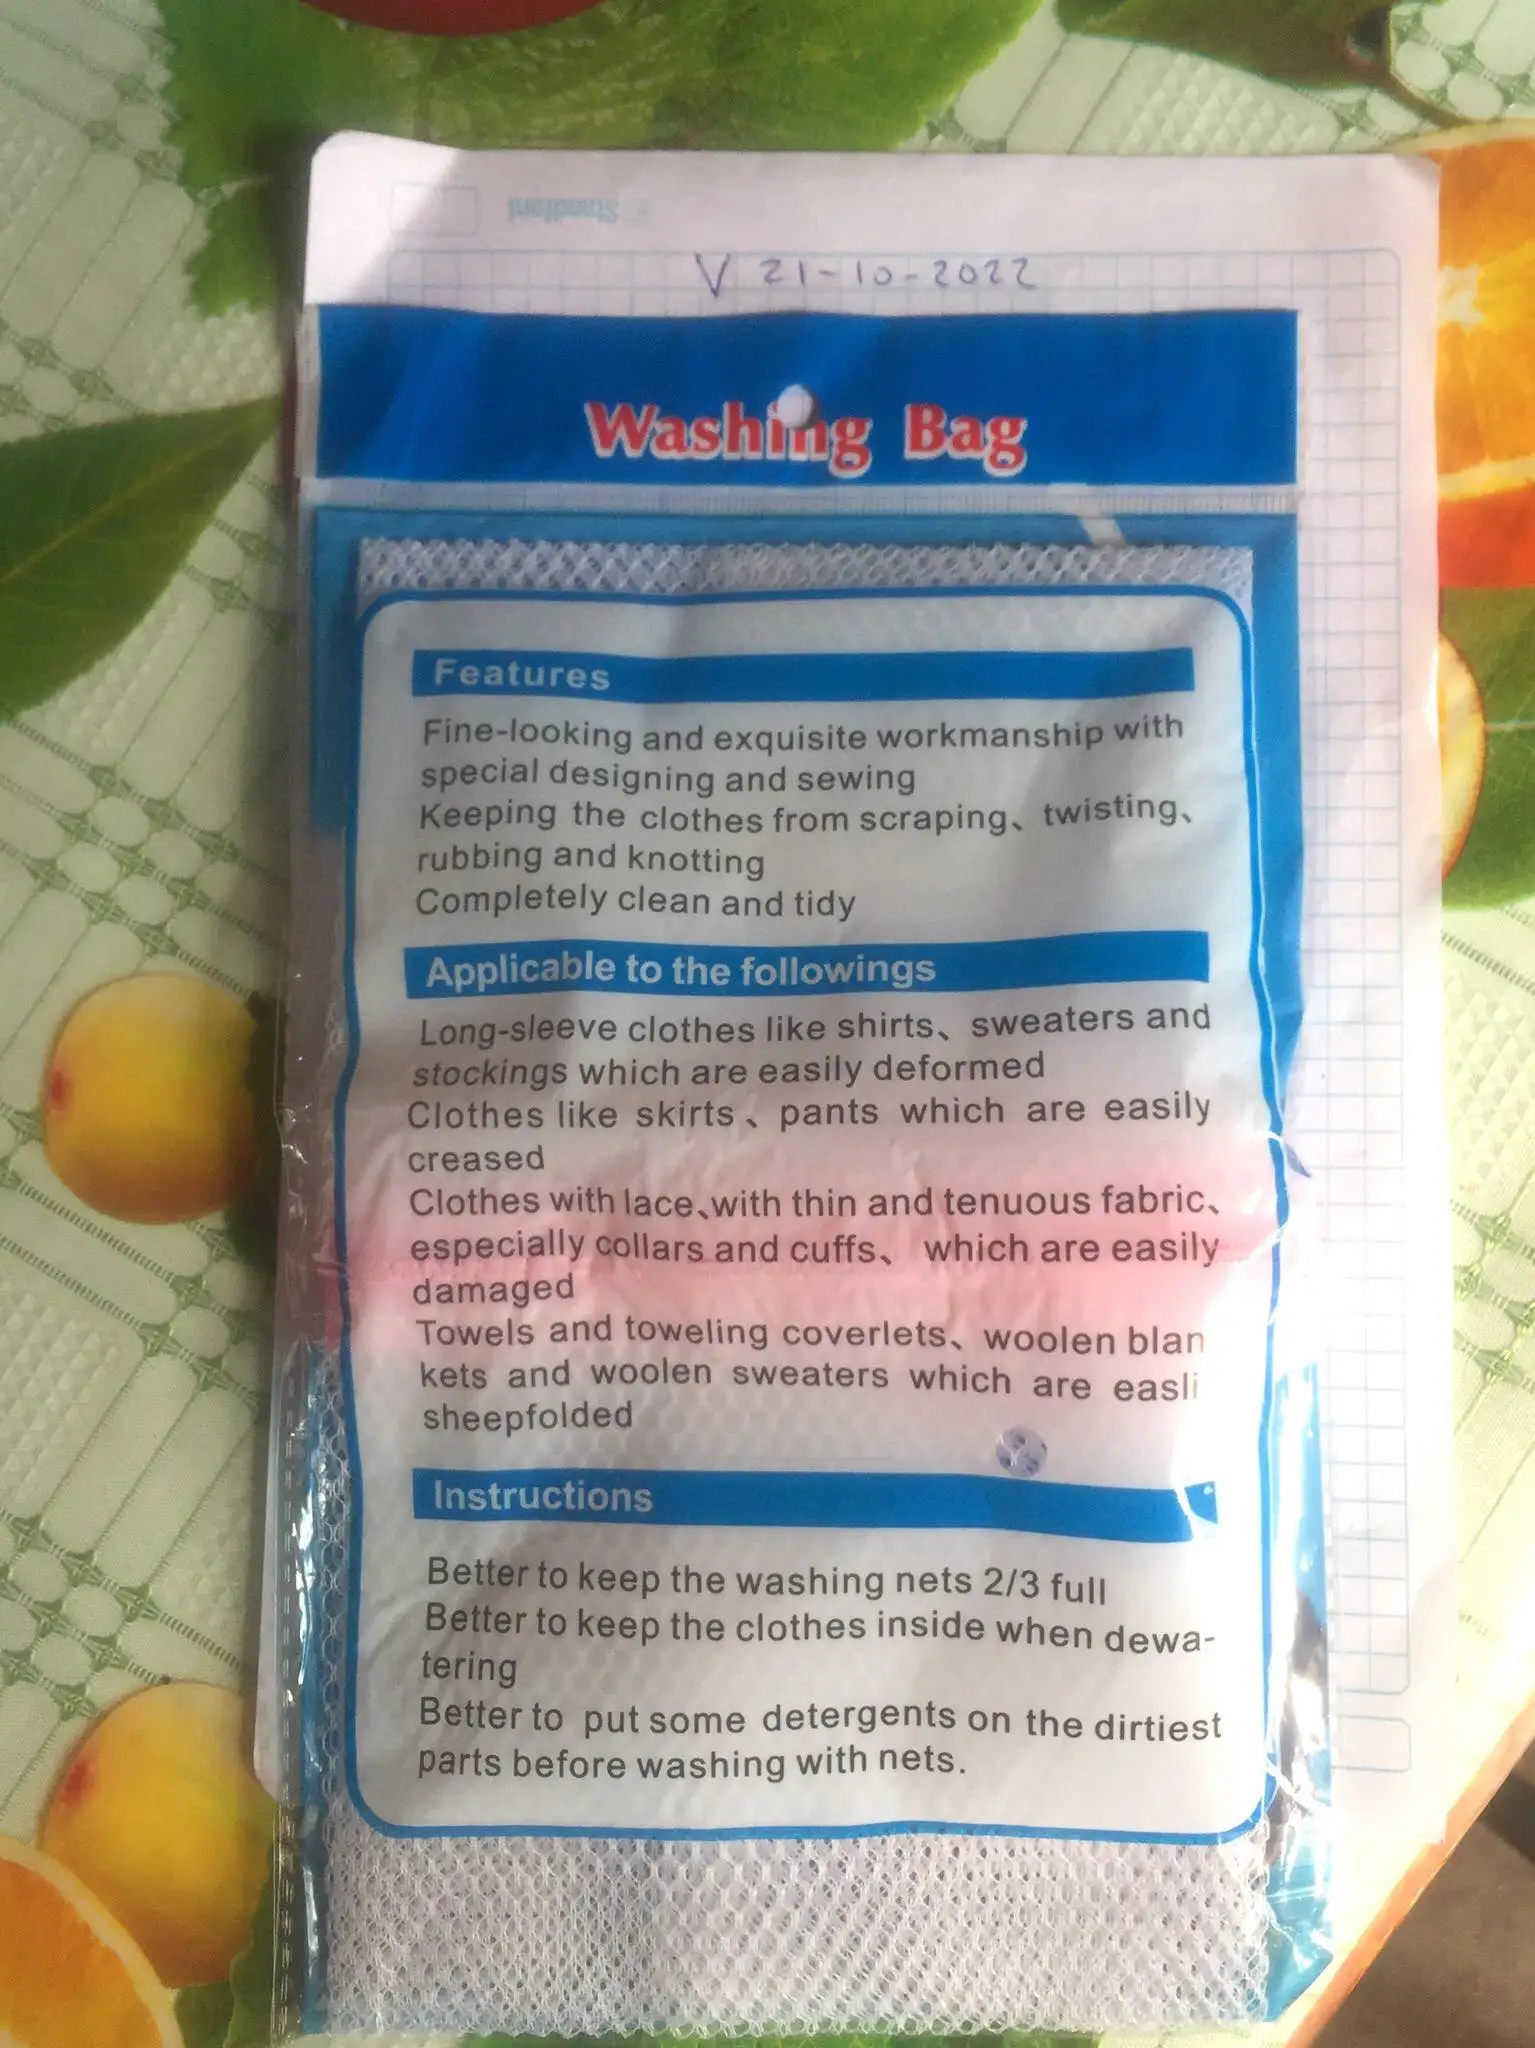 Standford
V 21-10-2022
Washing Bag
Features
Fine-looking and exquisite workmanship with
special designing and sewing
Keeping the clothes from scraping、twisting、
rubbing and knotting
Completely clean and tidy
Applicable to the followings
Long-sleeve clothes like shirts、sweaters and
stockings which are easily deformed
Clothes like skirts、pants which are easily
creased
Clothes with lace、with thin and tenuous fabric、
especially collars and cuffs、which are easily
damaged
Towels and toweling coverlets、woolen blan
kets and woolen sweaters which are easli
sheepfolded
Instructions
Better to keep the washing nets 2/3 full
Better to keep the clothes inside when dewa-
tering
Better to put some detergents on the dirtiest
parts before washing with nets.